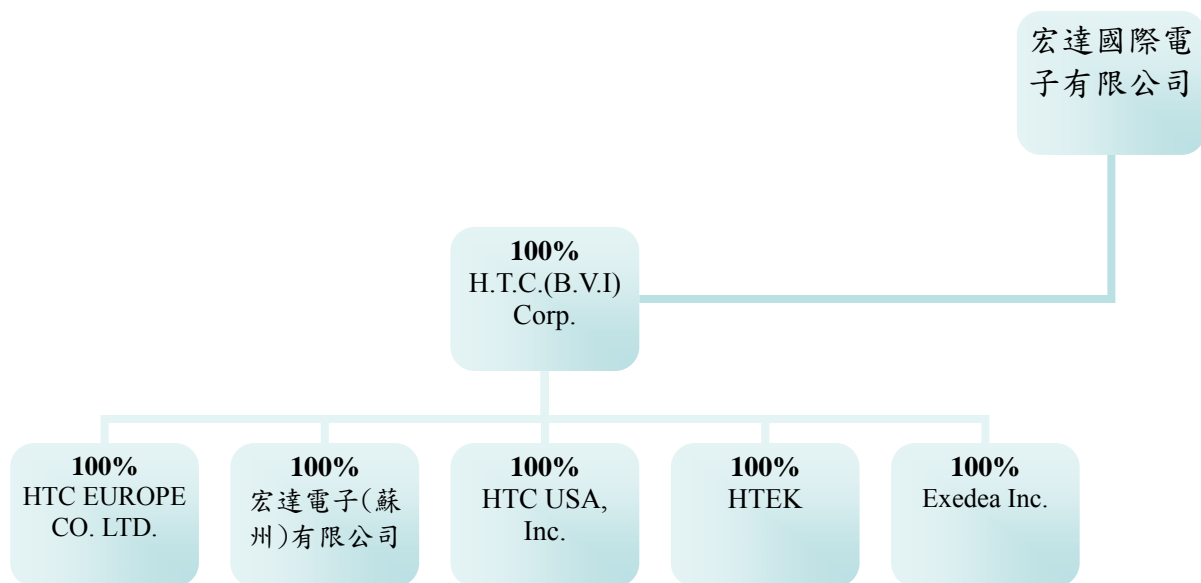 宏達國際電
子有限公司
100%
H.T.C.(B.V.I)
Corp.
100%
HTC EUROPE
CO. LTD.
100%
宏達電子(蘇
州)有限公司
100%
HTC USA,
Inc.
100%
HTEK
100%
Exedea Inc.